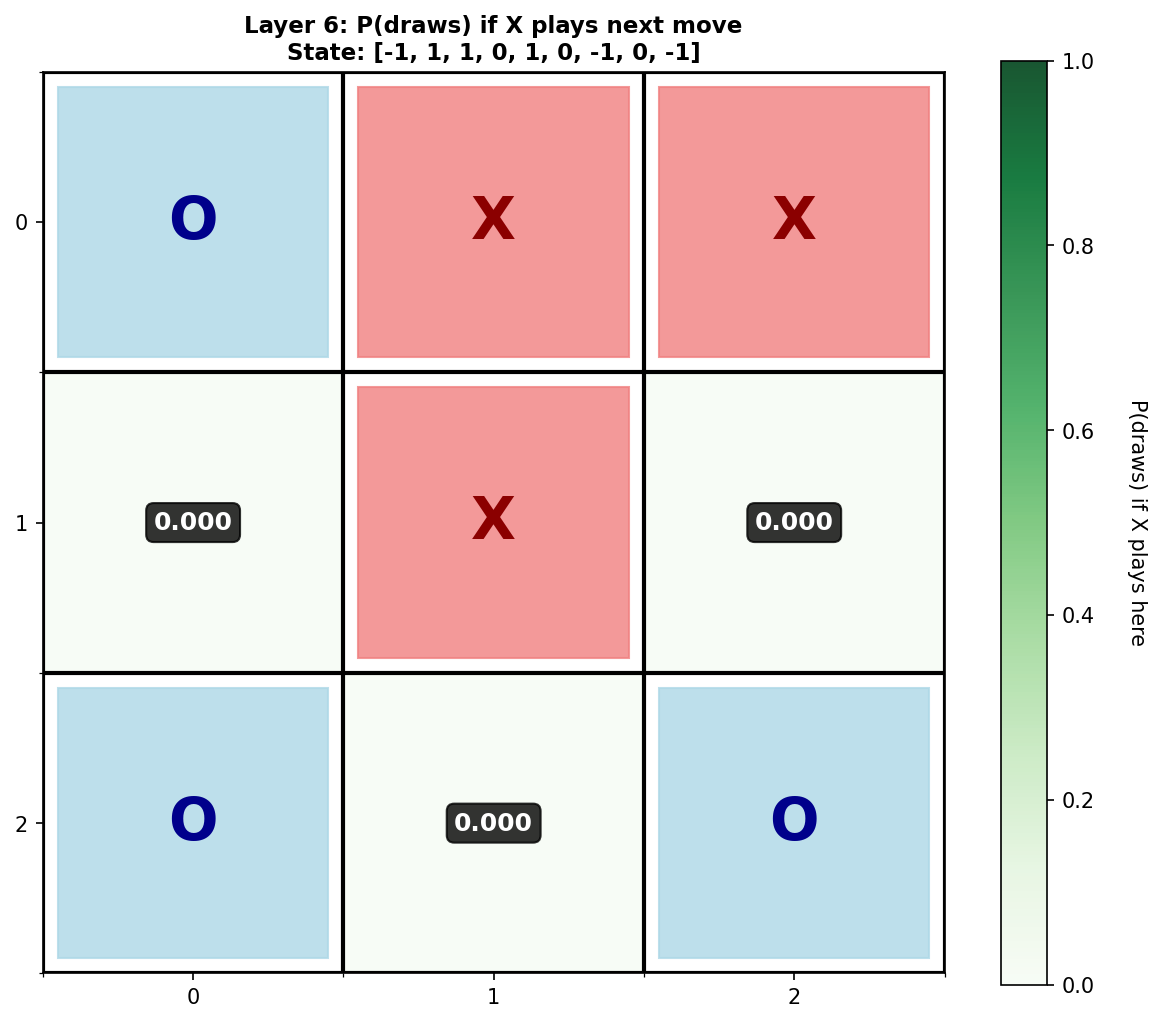 Layer 6: P(draws) if X plays next move
State: [-1, 1, 1, 0, 1, 0, -1, 0, -1]
1.0
0.8
0.6
0.4
0.2
0.0
P(draws) if X plays here
0
O
X
X
1
0.000
X
0.000
2
O
0.000
O
0
1
2